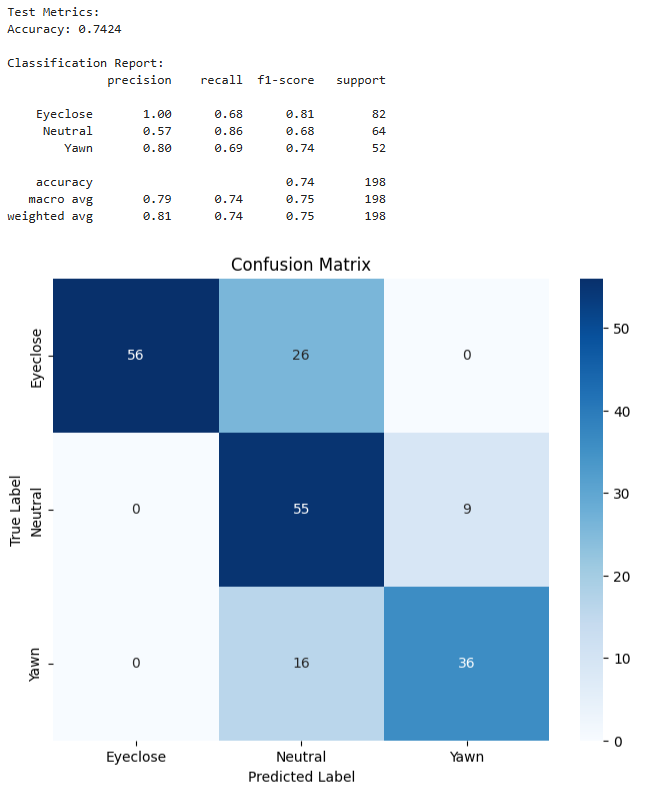 Test Metrics:
Accuracy: 0.7424
Classification Report:
precision recall f1-score support
Eyeclose 1.00 0.68 0.81 82
Neutral 0.57 0.86 0.68 64
Yawn 0.80 0.69 0.74 52
accuracy 0.74 198
macro avg 0.79 0.74 0.75 198
weighted avg 0.81 0.74 0.75 198
Confusion Matrix
Eyeclose 56 26 0
Neutral 0 55 9
Yawn 0 16 36
True Label
Eyeclose Neutral Yawn
Predicted Label
50
40
30
20
10
0